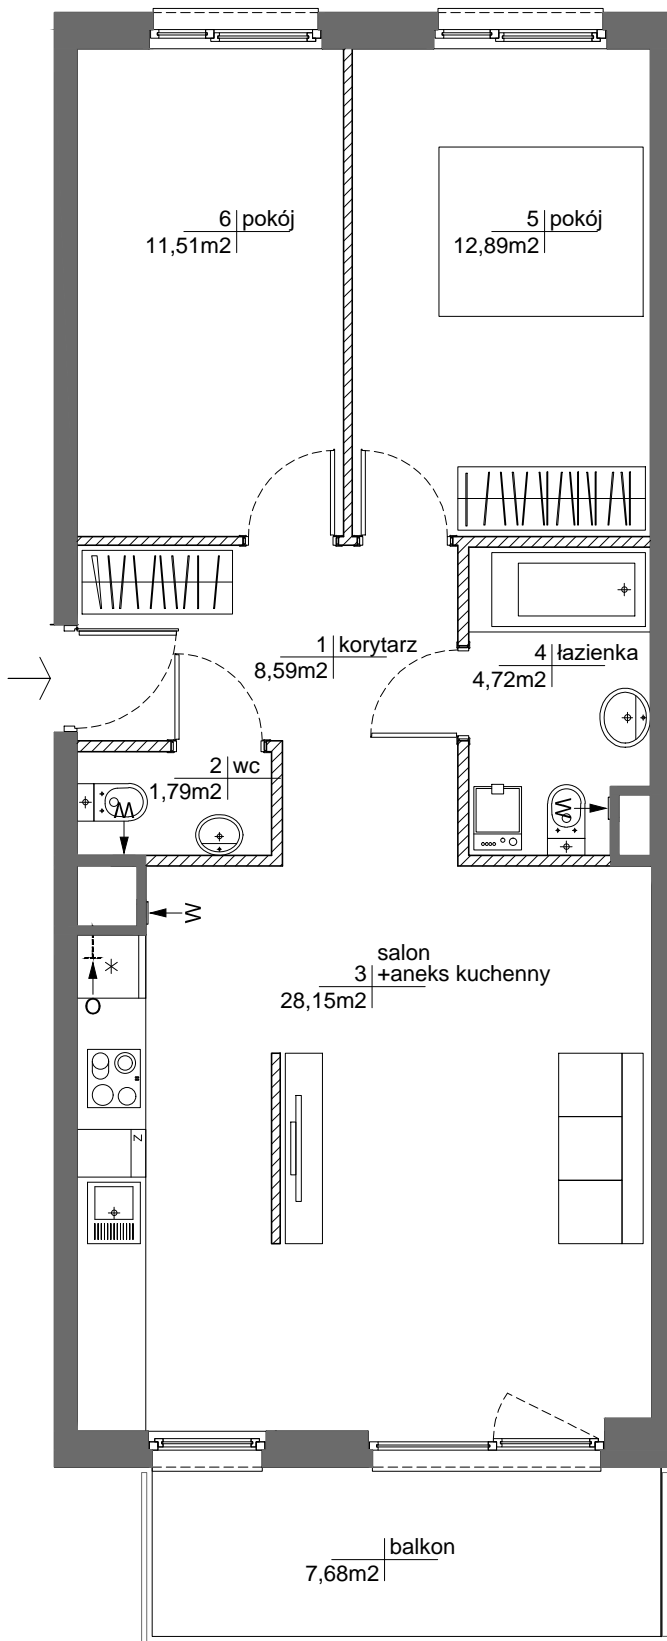 6 pokój
11,51m2
5 pokój
12,89m2
1 korytarz
8,59m2
4 łazienka
4,72m2
2 wc
1,79m2
W
W
W
salon
3 +aneks kuchenny
28,15m2
O
Z
balkon
7,68m2